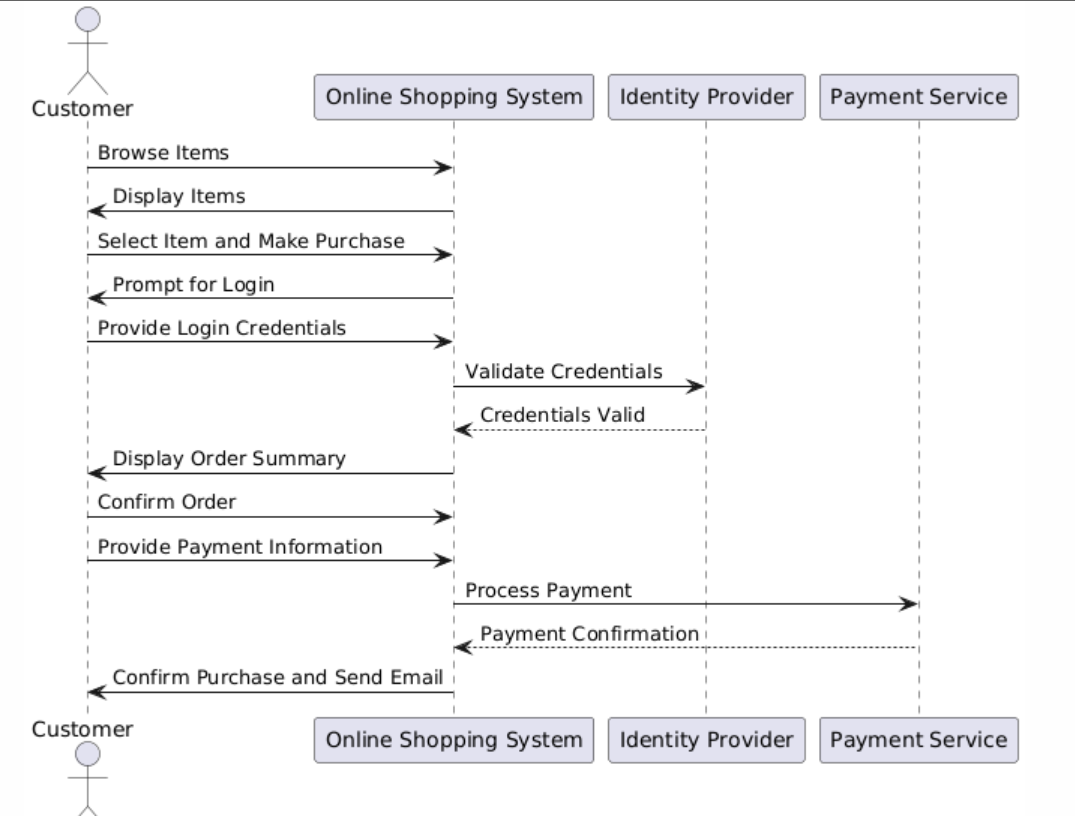 Customer
Online Shopping System
Identity Provider
Payment Service
Browse Items
Display Items
Select Item and Make Purchase
Prompt for Login
Provide Login Credentials
Validate Credentials
Credentials Valid
Display Order Summary
Confirm Order
Provide Payment Information
Process Payment
Payment Confirmation
Confirm Purchase and Send Email
Customer
Online Shopping System
Identity Provider
Payment Service